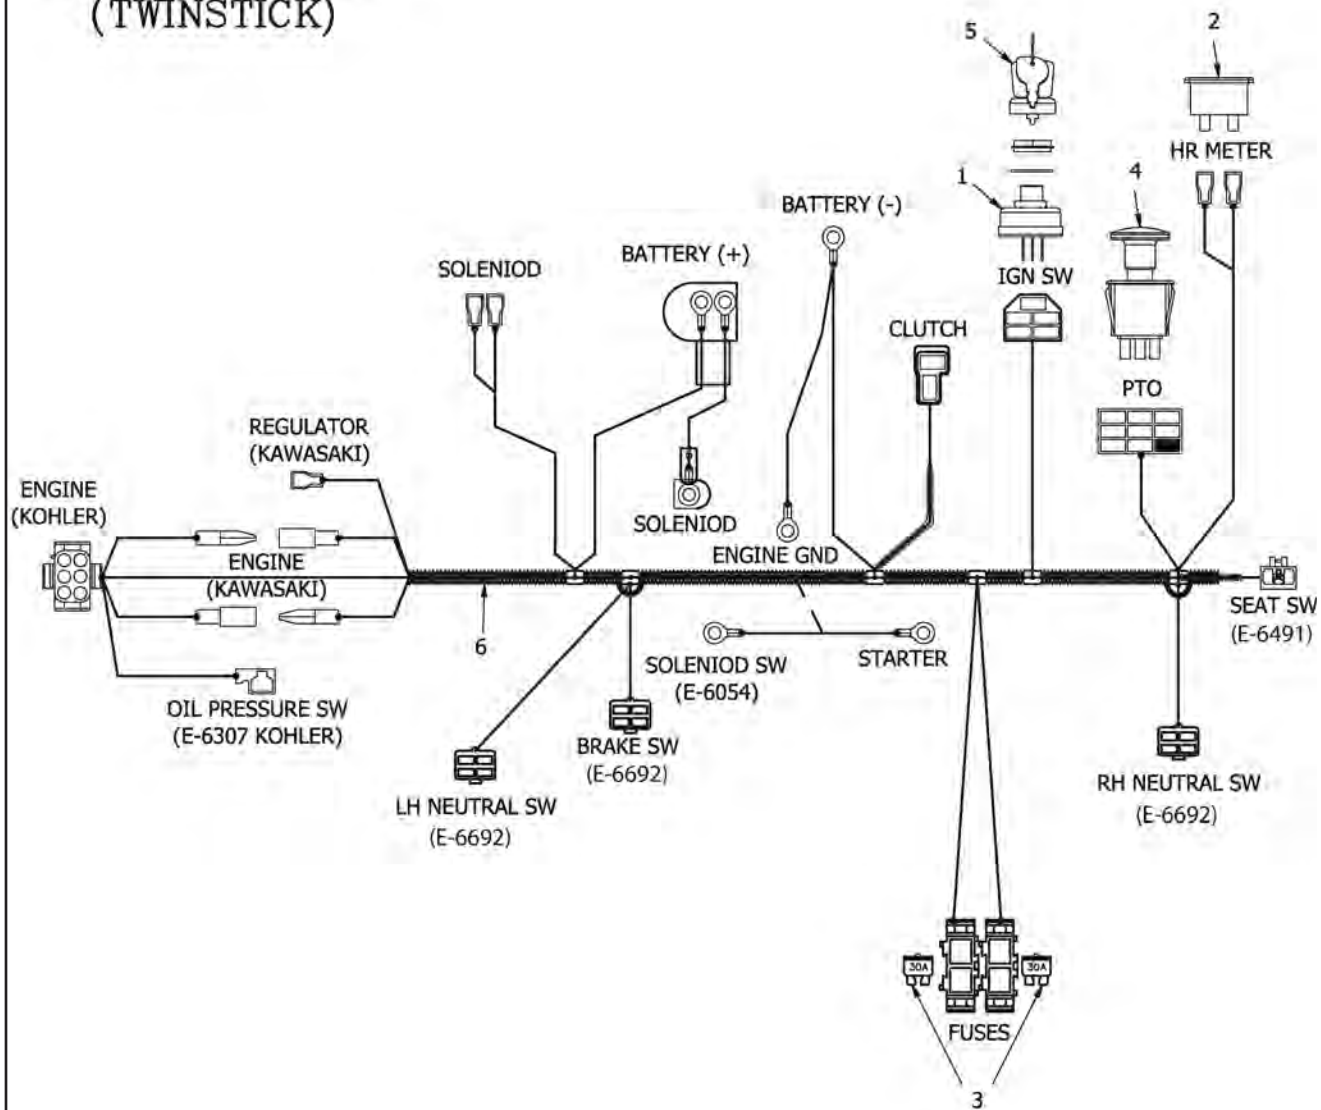 (TWINSTICK)
5
2
HR METER
1
4
BATTERY (-)
BATTERY (+)
SOLENIOD
IGN SW
CLUTCH
PTO
REGULATOR
(KAWASAKI)
ENGINE
(KOHLER)
SOLENIOD
ENGINE GND
ENGINE
(KAWASAKI)
SEAT SW
(E-6491)
6
SOLENIOD SW
(E-6054)
STARTER
OIL PRESSURE SW
(E-6307 KOHLER)
BRAKE SW
(E-6692)
LH NEUTRAL SW
(E-6692)
RH NEUTRAL SW
(E-6692)
30A
30A
FUSES
3